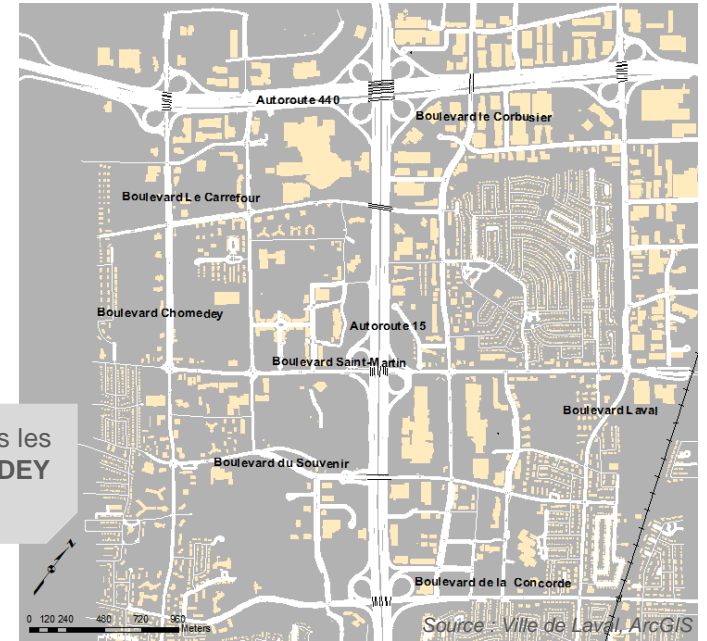 Autoroute 440
Boulevard le Corbusier
Boulevard Le Carrefour
Boulevard Chomedey
Autoroute 15
Boulevard Saint-Martin
Boulevard Laval
s les
DEY
Boulevard du Souvenir
Boulevard de la Concorde
0 120 240 480 720 960
Meters
Source : Ville de Laval, ArcGIS